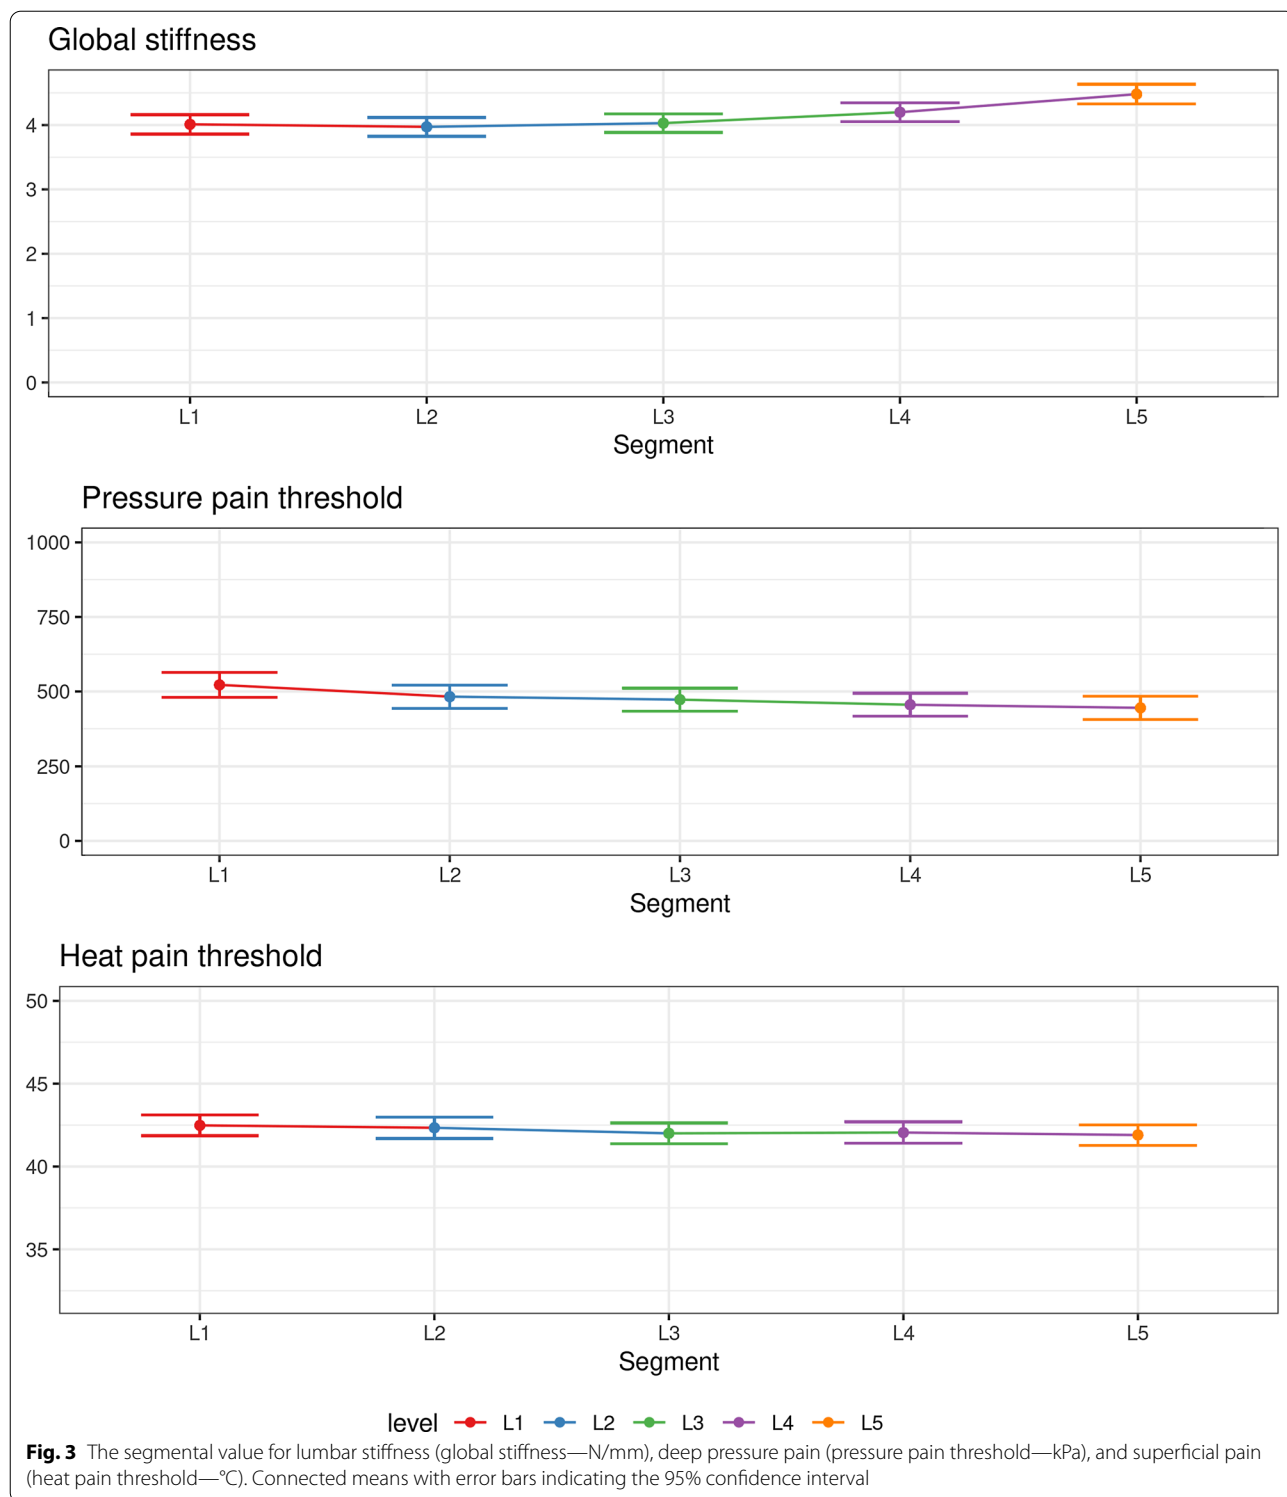 Global stiffness
4
3
2
1
0
L1 L2 L3 L4 L5
Segment
Pressure pain threshold
1000
750
500
250
0
L1 L2 L3 L4 L5
Segment
Heat pain threshold
50
45
40
35
L1 L2 L3 L4 L5
Segment
level L1 L2 L3 L4 L5
Fig. 3 The segmental value for lumbar stiffness (global stiffness—N/mm), deep pressure pain (pressure pain threshold—kPa), and superficial pain
(heat pain threshold—°C). Connected means with error bars indicating the 95% confidence interval